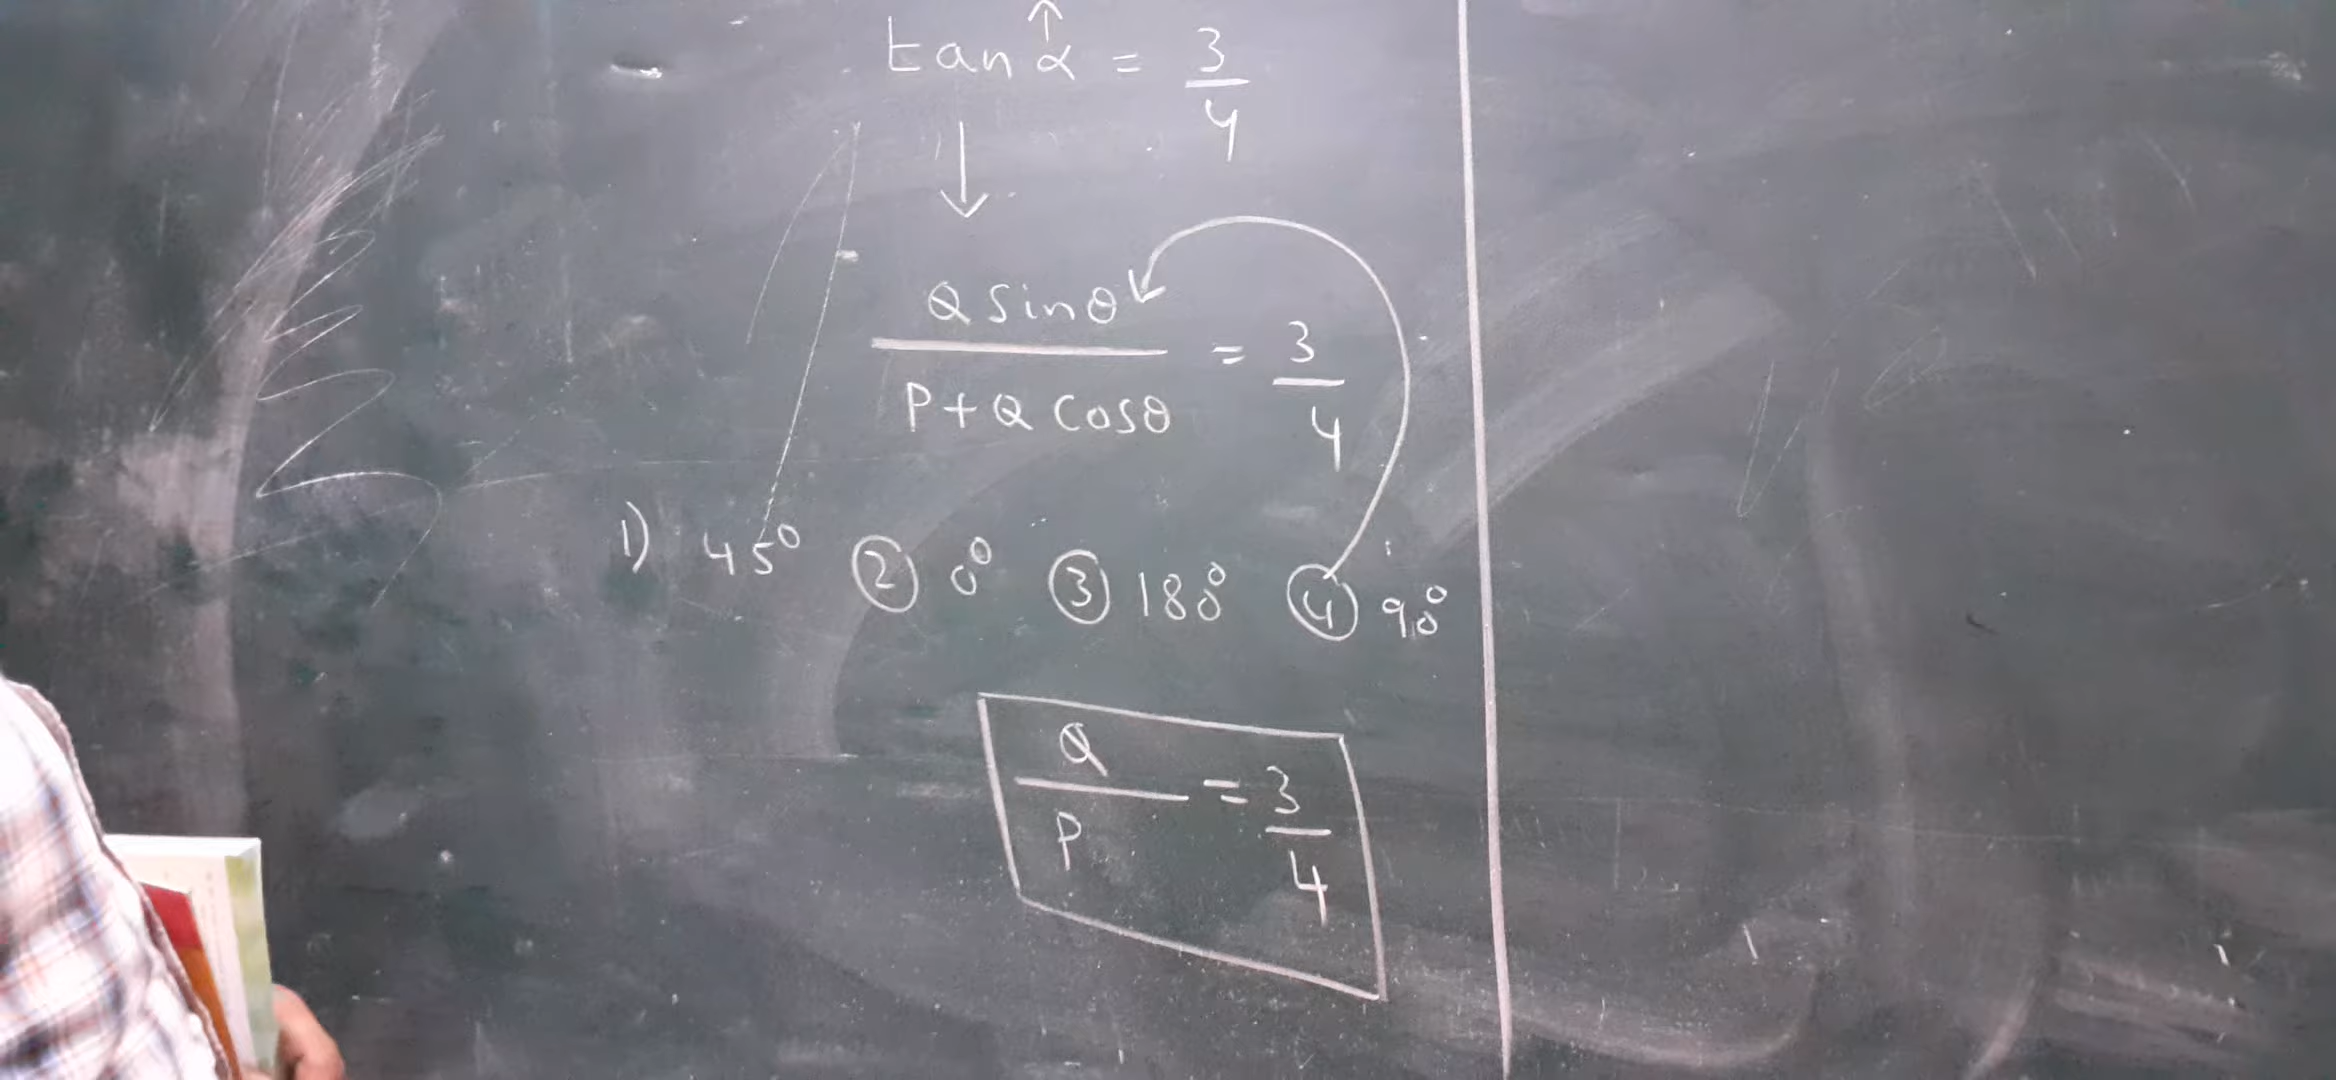 tan α = 3/4
Q sinθ / P+Q cosθ = 3/4
1) 45° ② 0° ③ 180° ④ 90°
Q/P = 3/4